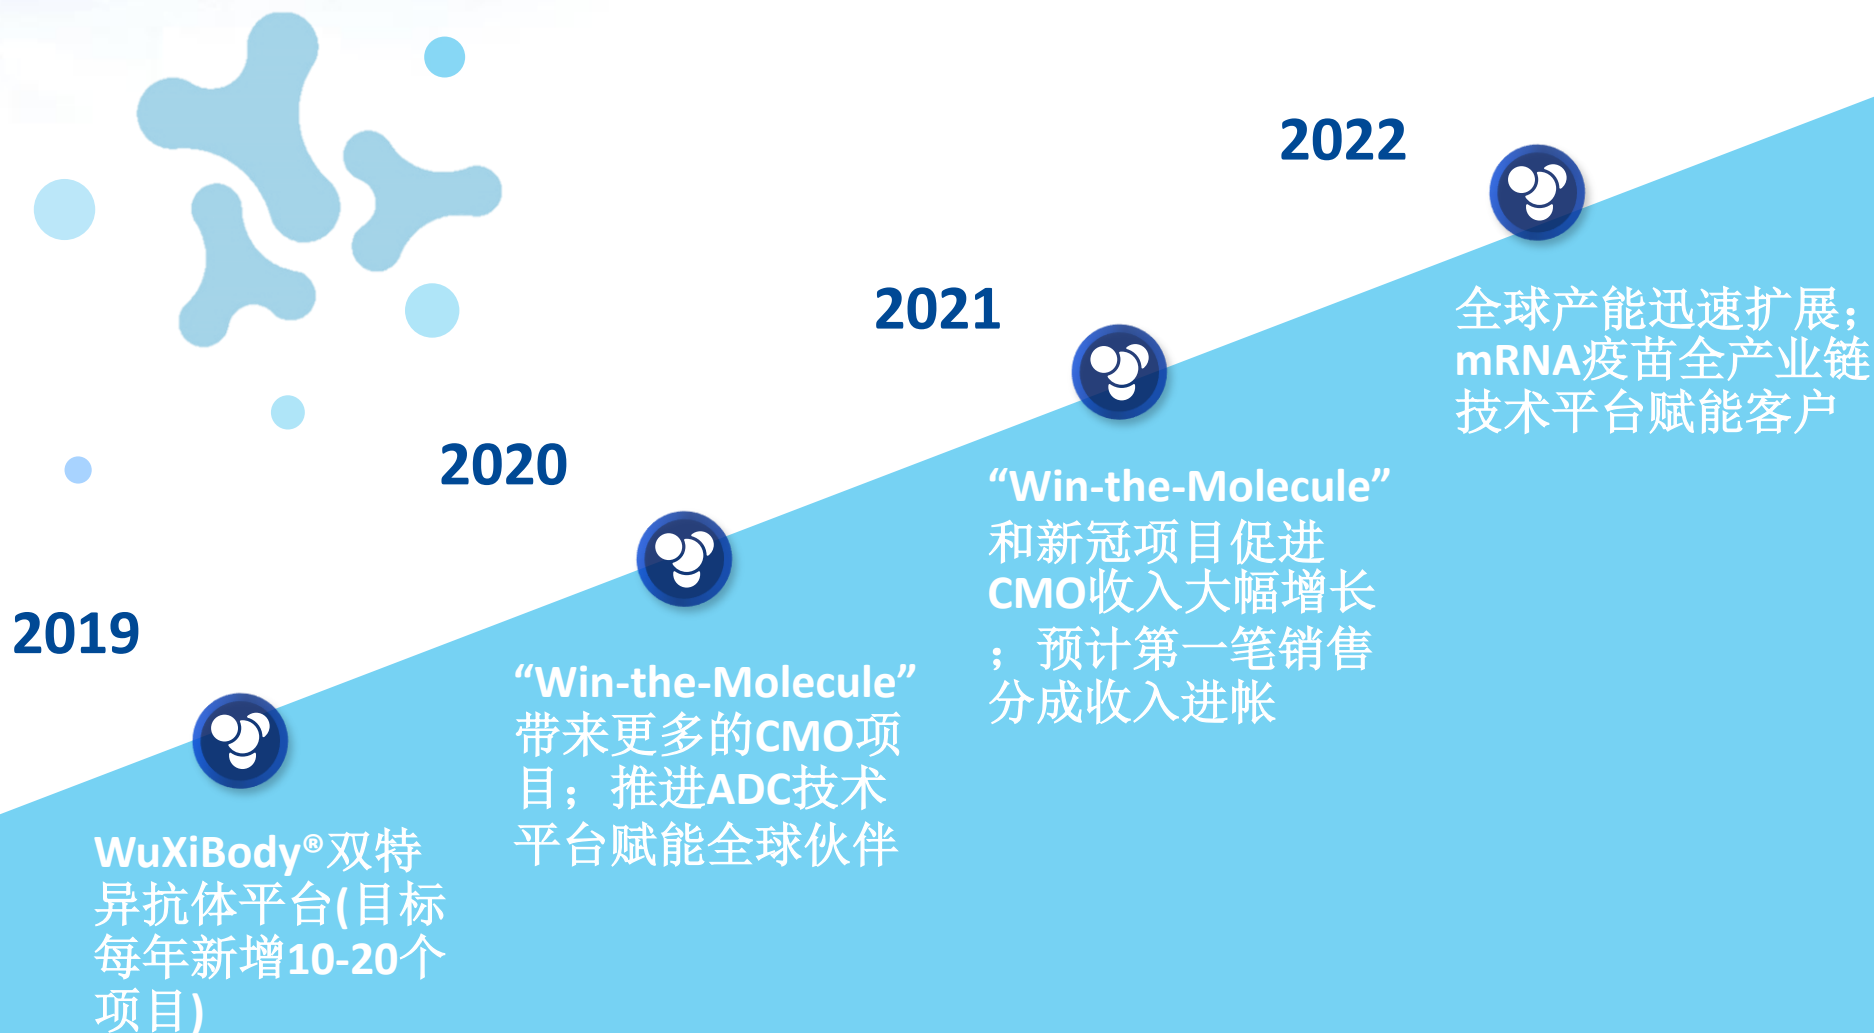 2019
WuXiBody®双特
异抗体平台(目标
每年新增10-20个
项目)
2020
“Win-the-Molecule”
带来更多的CMO项
目；推进ADC技术
平台赋能全球伙伴
2021
“Win-the-Molecule”
和新冠项目促进
CMO收入大幅增长
；预计第一笔销售
分成收入进帐
2022
全球产能迅速扩展；
mRNA疫苗全产业链
技术平台赋能客户